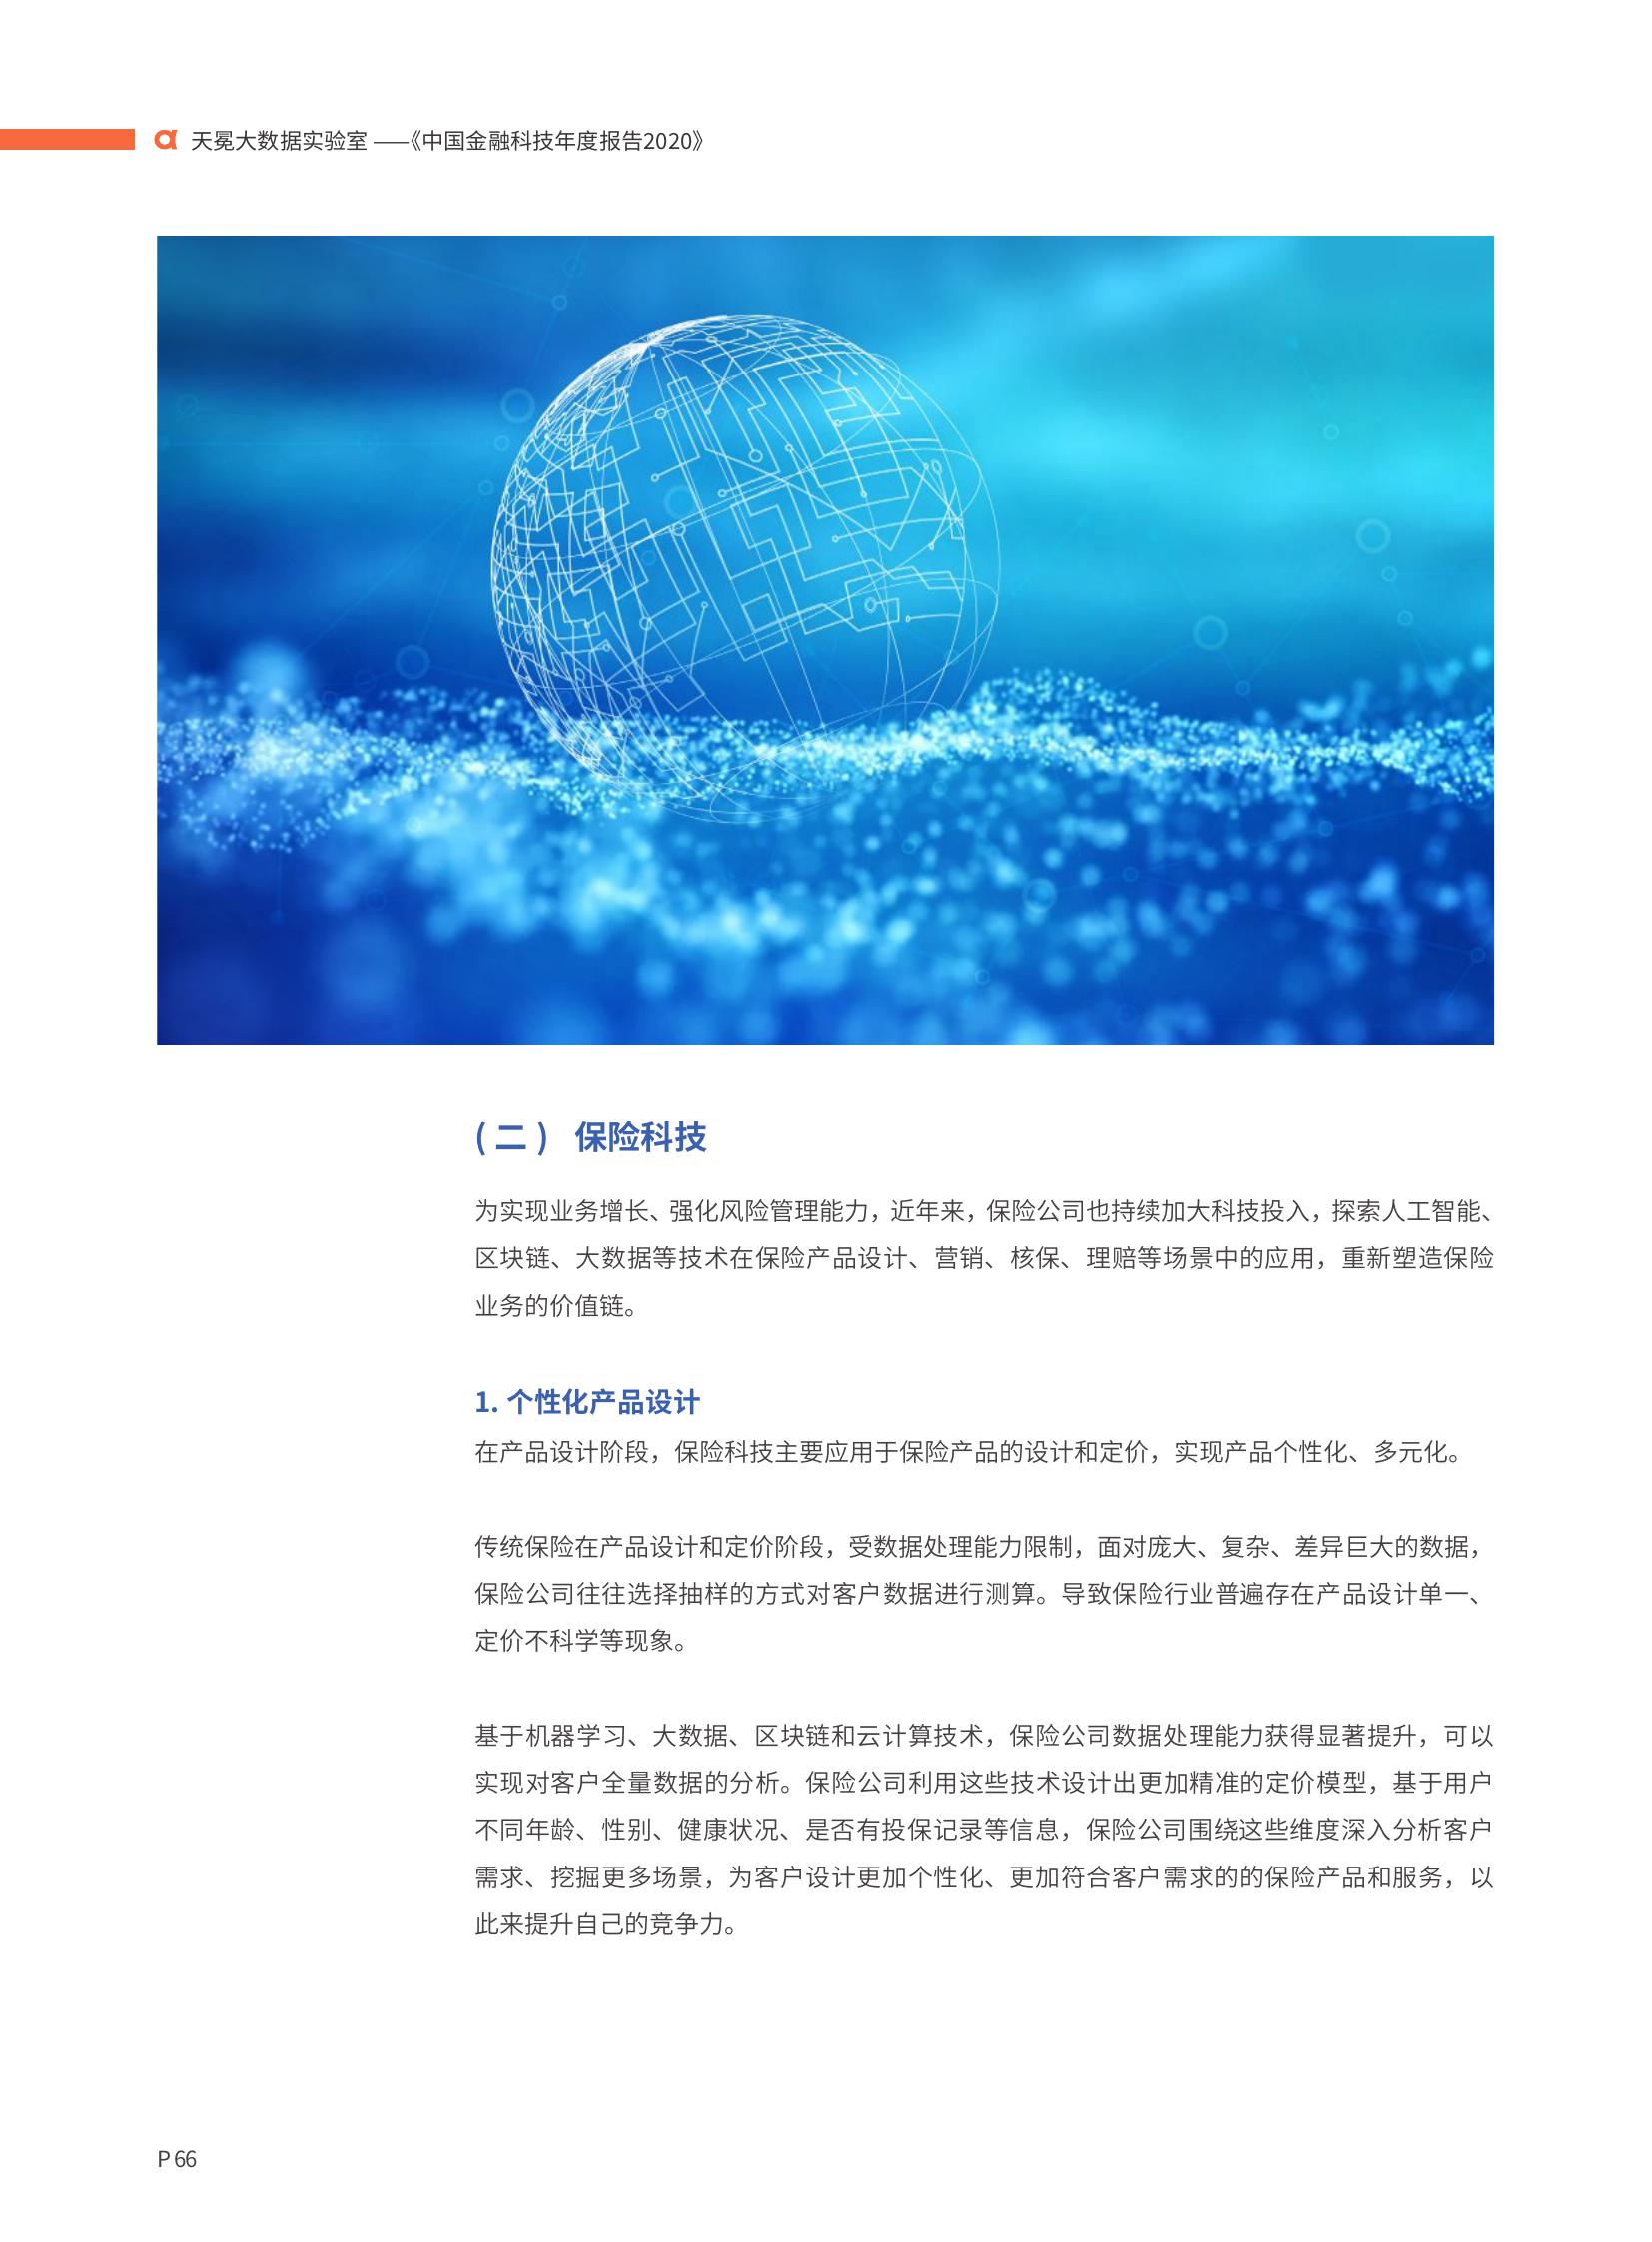 天冕大数据实验室 ——《中国金融科技年度报告2020》
（二） 保险科技
为实现业务增长、强化风险管理能力，近年来，保险公司也持续加大科技投入，探索人工智能、
区块链、大数据等技术在保险产品设计、营销、核保、理赔等场景中的应用，重新塑造保险
业务的价值链。
1. 个性化产品设计
在产品设计阶段，保险科技主要应用于保险产品的设计和定价，实现产品个性化、多元化。
传统保险在产品设计和定价阶段，受数据处理能力限制，面对庞大、复杂、差异巨大的数据，
保险公司往往选择抽样的方式对客户数据进行测算。导致保险行业普遍存在产品设计单一、
定价不科学等现象。
基于机器学习、大数据、区块链和云计算技术，保险公司数据处理能力获得显著提升，可以
实现对客户全量数据的分析。保险公司利用这些技术设计出更加精准的定价模型，基于用户
不同年龄、性别、健康状况、是否有投保记录等信息，保险公司围绕这些维度深入分析客户
需求、挖掘更多场景，为客户设计更加个性化、更加符合客户需求的的保险产品和服务，以
此来提升自己的竞争力。
P 66